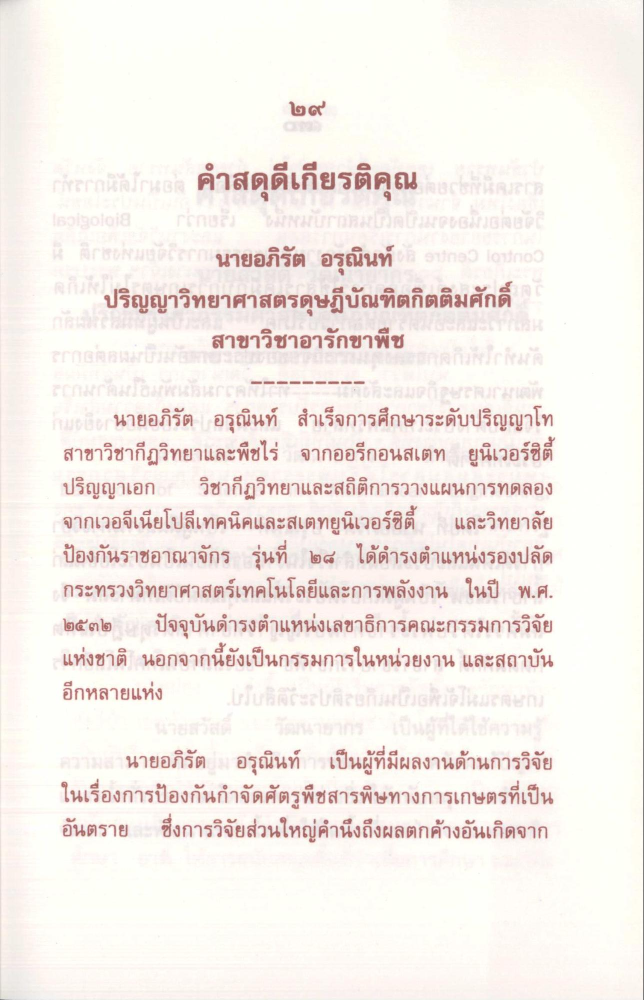 ๒๙
คำสดุดีเกียรติคุณ
นายอภิรัต อรุณินท์
ปริญญาวิทยาศาสตรดุษฎีบัณฑิตกิตติมศักดิ์
สาขาวิชาอารักขาพืช
---------
นายอภิรัต อรุณินท์ สำเร็จการศึกษาระดับปริญญาโท
สาขาวิชากีฏวิทยาและพืชไร่ จากออรีกอนสเตท ยูนิเวอร์ซิตี้
ปริญญาเอก วิชากีฏวิทยาและสถิติการวางแผนการทดลอง
จากเวอจีเนียโปลีเทคนิคและสเตทยูนิเวอร์ซิตี้ และวิทยาลัย
ป้องกันราชอาณาจักร รุ่นที่ ๒๘ ได้ดำรงตำแหน่งรองปลัด
กระทรวงวิทยาศาสตร์เทคโนโลยีและการพลังงาน ในปี พ.ศ.
๒๕๓๒ ปัจจุบันดำรงตำแหน่งเลขาธิการคณะกรรมการวิจัย
แห่งชาติ นอกจากนี้ยังเป็นกรรมการในหน่วยงาน และสถาบัน
อีกหลายแห่ง
นายอภิรัต อรุณินท์ เป็นผู้ที่มีผลงานด้านการวิจัย
ในเรื่องการป้องกันกำจัดศัตรูพืชสารพิษทางการเกษตรที่เป็น
อันตราย ซึ่งการวิจัยส่วนใหญ่คำนึงถึงผลตกค้างอันเกิดจาก